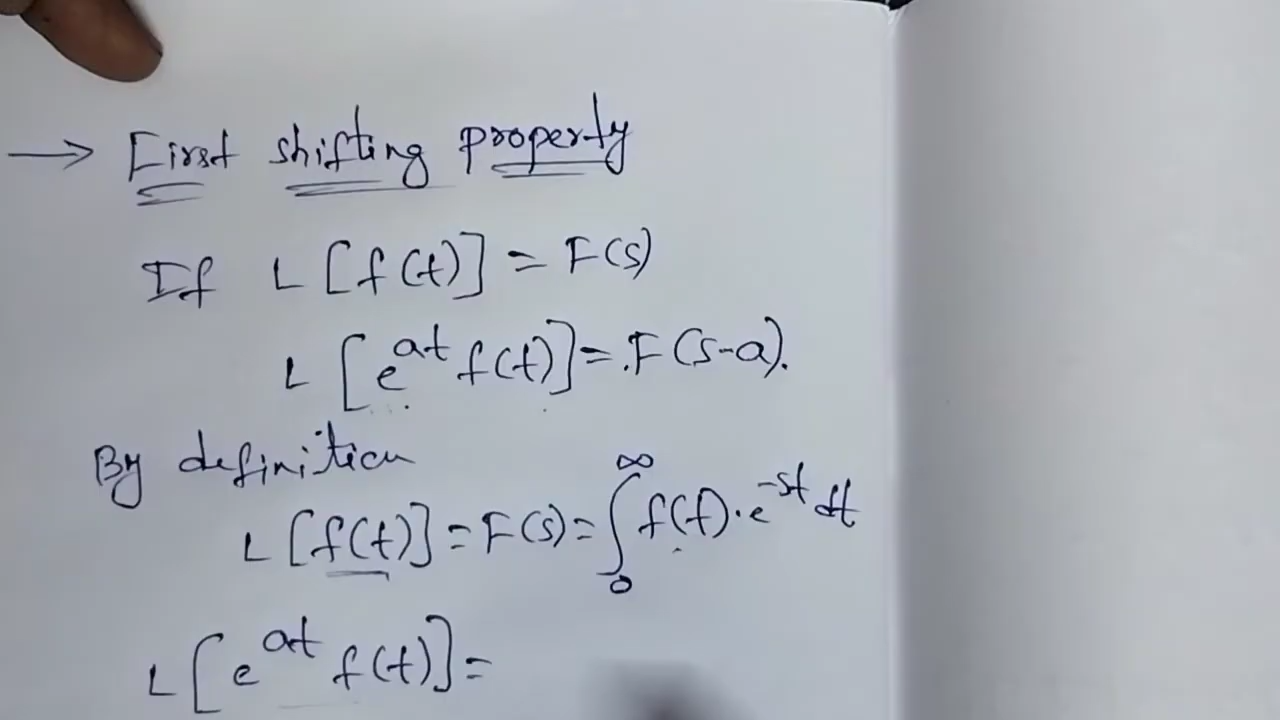 → First shifting property
If L[f(t)] = F(s)
L[e^{at} f(t)] = F(s-a).
By definition
L[f(t)] = F(s) = ∫_0^∞ f(t)·e^{-st} dt
L[e^{at} f(t)] =